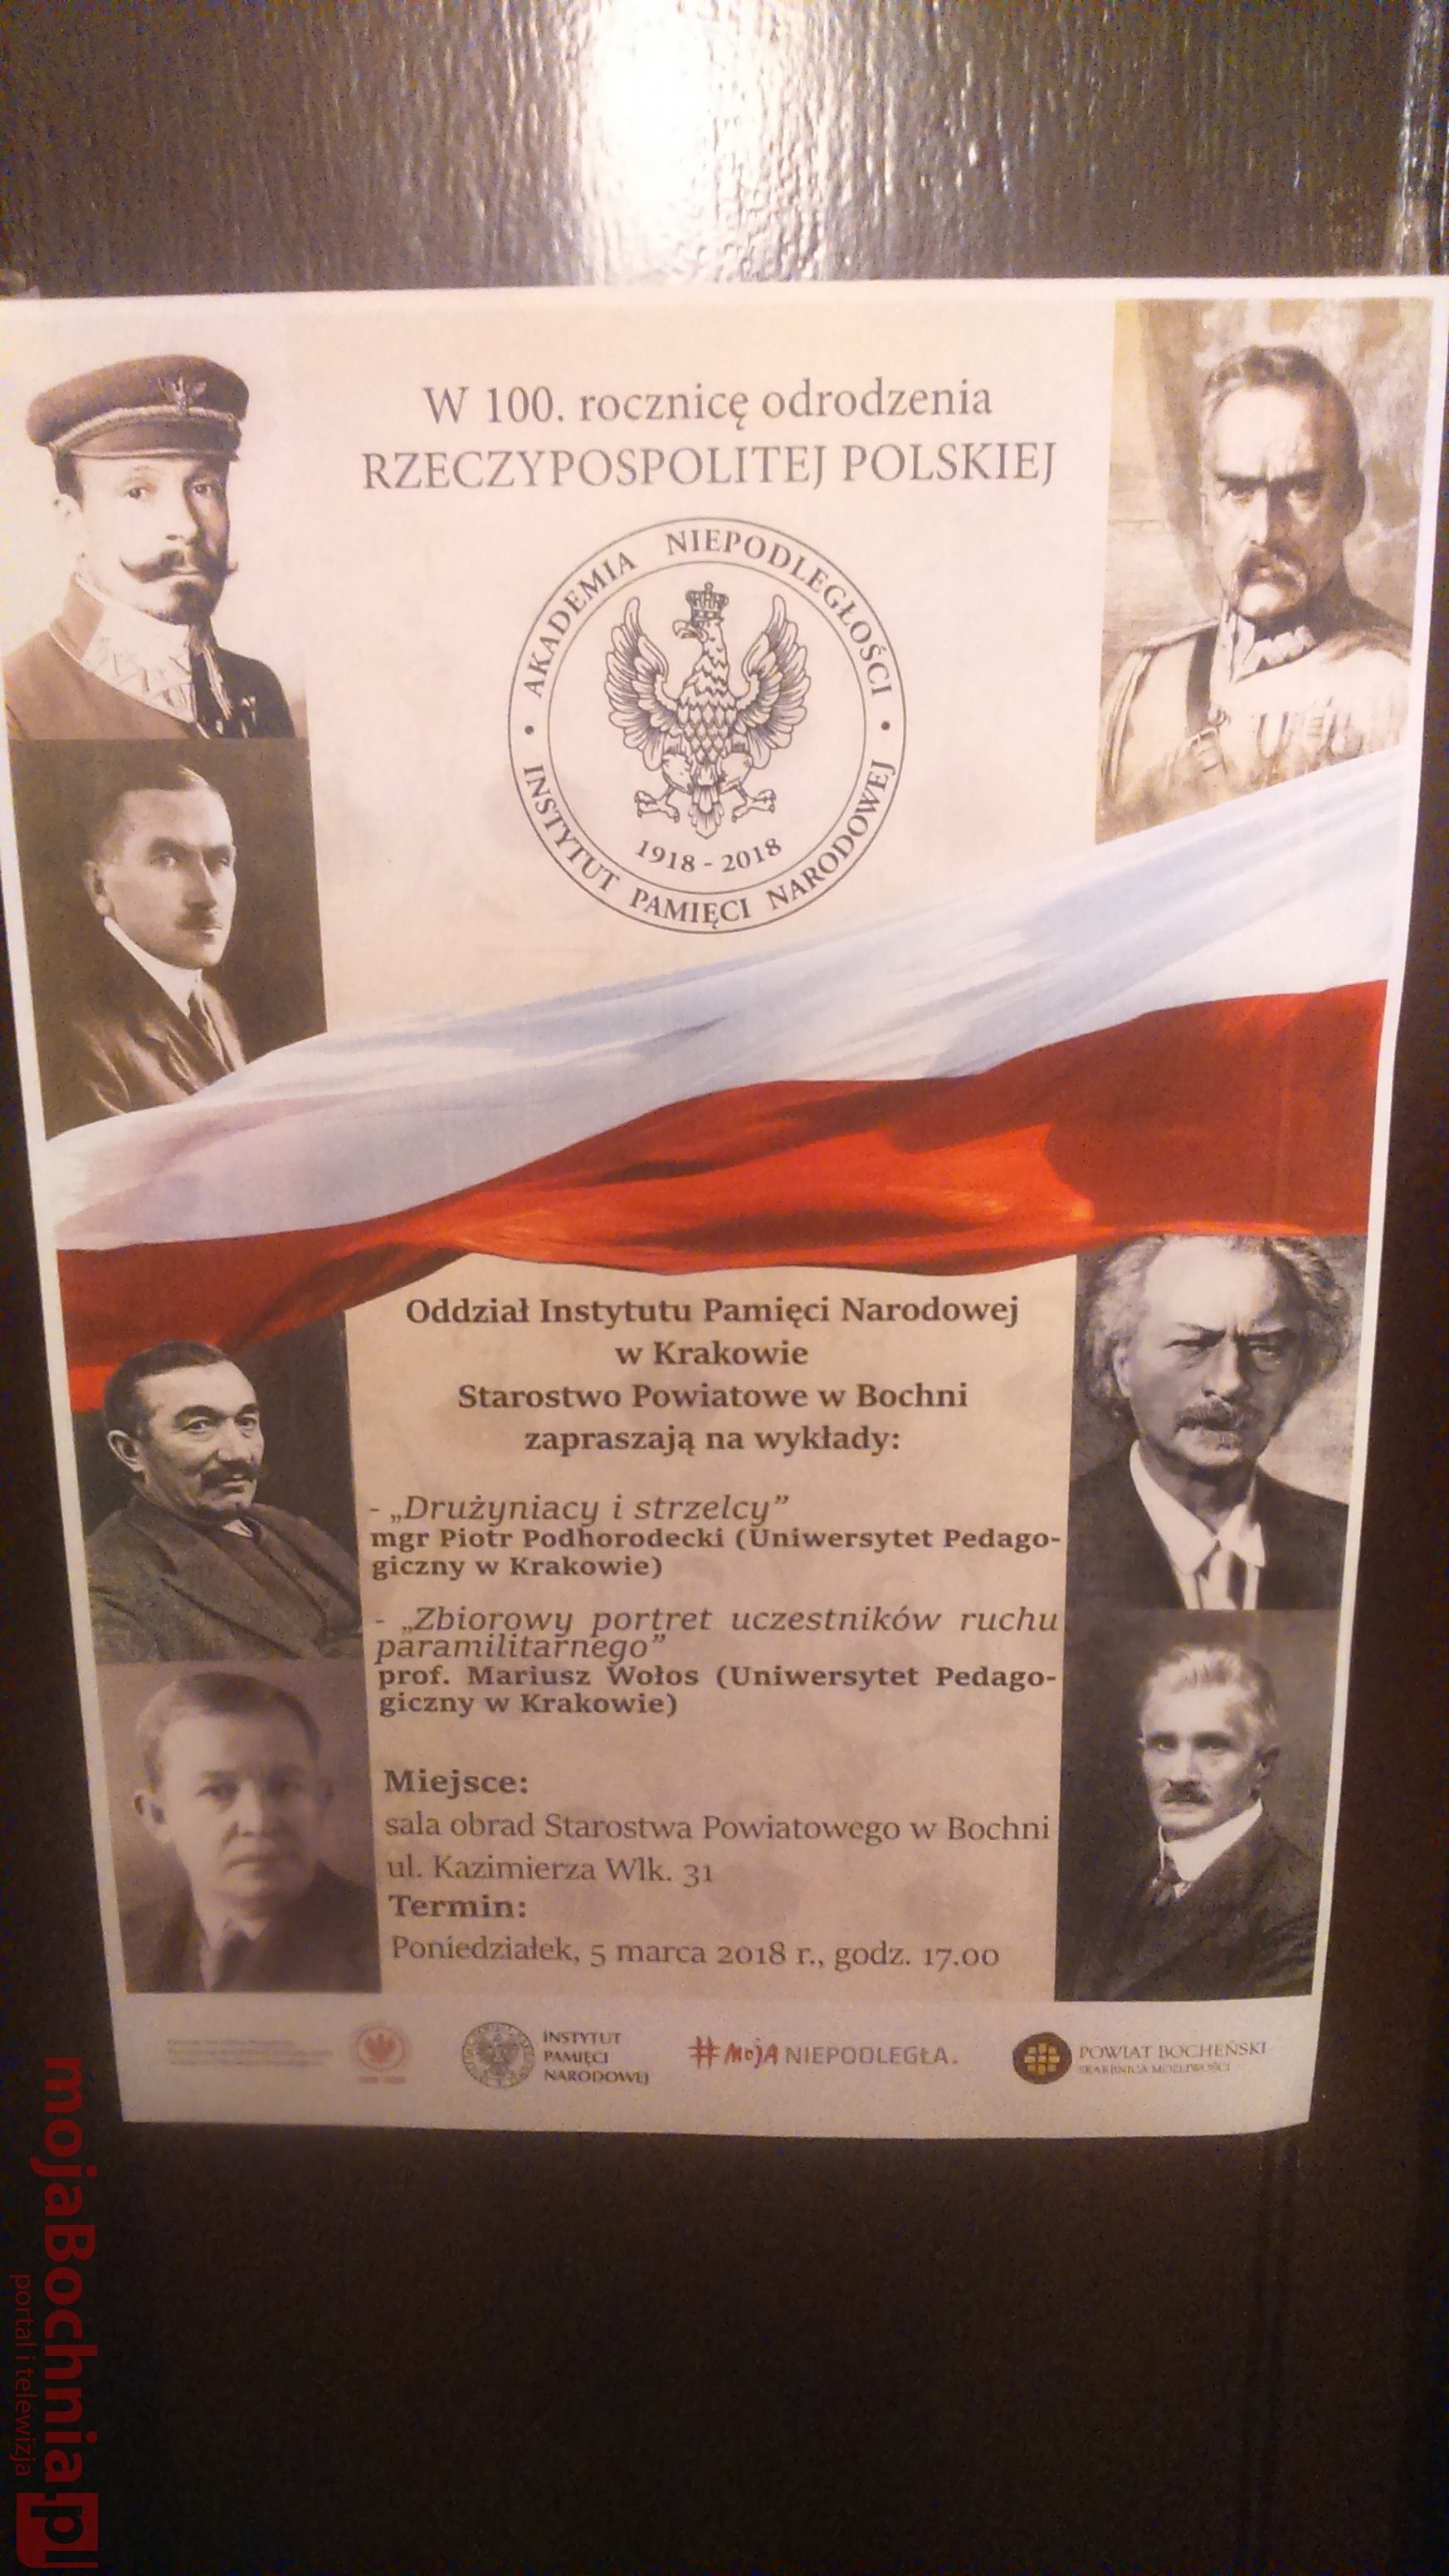 W 100. rocznicę odrodzenia
RZECZYPOSPOLITEJ POLSKIEJ
AKADEMIA NIEPODLEGŁOŚCI
1918 - 2018
INSTYTUT PAMIĘCI NARODOWEJ
Oddział Instytutu Pamięci Narodowej
w Krakowie
Starostwo Powiatowe w Bochni
zapraszają na wykłady:
- „Drużyniacy i strzelcy”
mgr Piotr Podhorodecki (Uniwersytet Pedago-
giczny w Krakowie)
- „Zbiorowy portret uczestników ruchu
paramilitarnego”
prof. Mariusz Wołos (Uniwersytet Pedago-
giczny w Krakowie)
Miejsce:
sala obrad Starostwa Powiatowego w Bochni
ul. Kazimierza Wlk. 31
Termin:
Poniedziałek, 5 marca 2018 r., godz. 17.00
INSTYTUT
PAMIĘCI
NARODOWEJ
#MOJA NIEPODLEGŁA.
POWIAT BOCHEŃSKI
SKARBNICA MOŻLIWOŚCI
mojaBochnia.pl
portal i telewizja